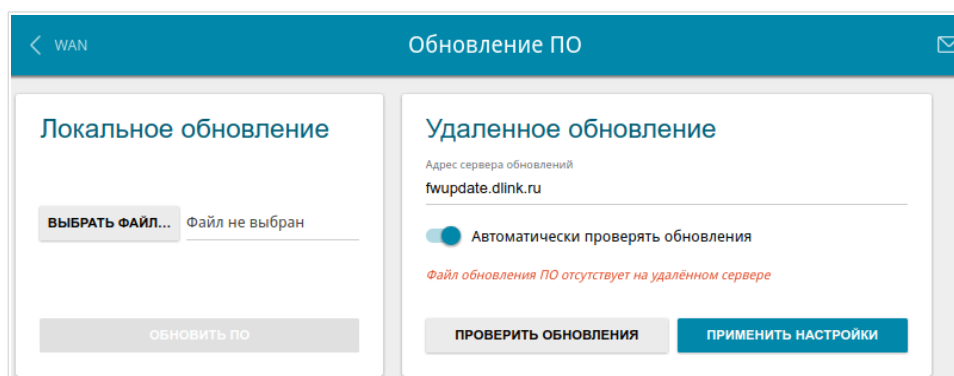 WAN
Обновление ПО
Локальное обновление
ВЫБРАТЬ ФАЙЛ...
Файл не выбран
ОБНОВИТЬ ПО
Удаленное обновление
Адрес сервера обновлений
fwupdate.dlink.ru
Автоматически проверять обновления
Файл обновления ПО отсутствует на удалённом сервере
ПРОВЕРИТЬ ОБНОВЛЕНИЯ
ПРИМЕНИТЬ НАСТРОЙКИ